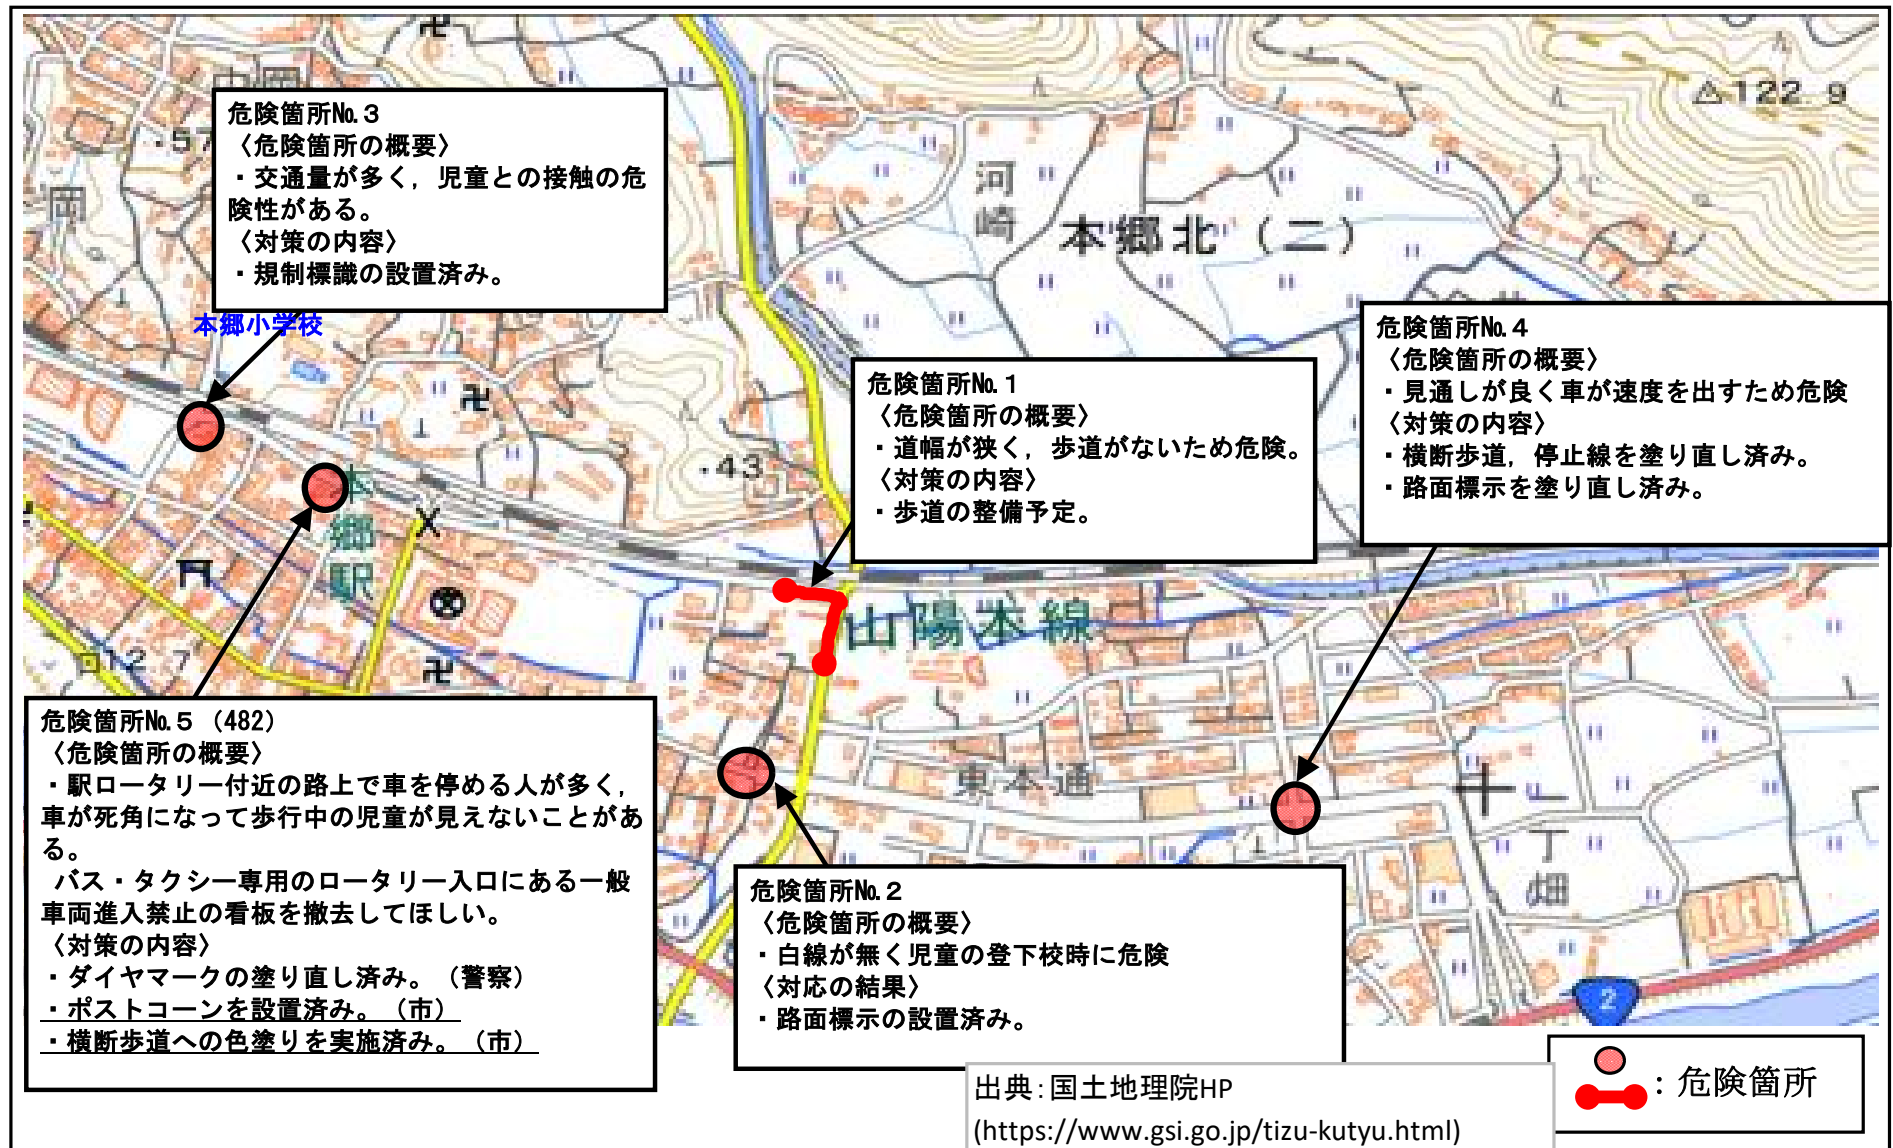 危険箇所№3
〈危険箇所の概要〉
・交通量が多く，児童との接触の危
険性がある。
〈対策の内容〉
・規制標識の設置済み。
本郷小学校
危険箇所№1
〈危険箇所の概要〉
・道幅が狭く，歩道がないため危険。
〈対策の内容〉
・歩道の整備予定。
危険箇所№4
〈危険箇所の概要〉
・見通しが良く車が速度を出すため危険
〈対策の内容〉
・横断歩道，停止線を塗り直し済み。
・路面標示を塗り直し済み。
危険箇所№5（482）
〈危険箇所の概要〉
・駅ロータリー付近の路上で車を停める人が多く，
車が死角になって歩行中の児童が見えないことがあ
る。
バス・タクシー専用のロータリー入口にある一般
車両進入禁止の看板を撤去してほしい。
〈対策の内容〉
・ダイヤマークの塗り直し済み。（警察）
・ポストコーンを設置済み。（市）
・横断歩道への色塗りを実施済み。（市）
危険箇所№2
〈危険箇所の概要〉
・白線が無く児童の登下校時に危険
〈対応の結果〉
・路面標示の設置済み。
河崎
本郷北（二）
122.9
・43
本郷駅
山陽本線
東本通
12.7
丁畑
2
：危険箇所
出典：国土地理院HP
(https://www.gsi.go.jp/tizu-kutyu.html)